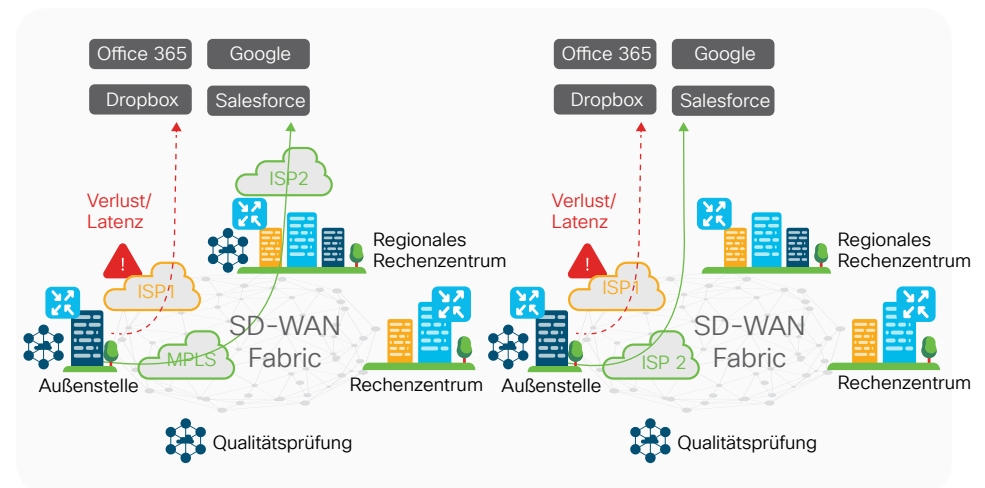 Office 365
Google
Dropbox
Salesforce
ISP2
Verlust/
Latenz
!
ISP1
Regionales
Rechenzentrum
SD-WAN
Fabric
MPLS
Außenstelle
Rechenzentrum
Qualitätsprüfung
Office 365
Google
Dropbox
Salesforce
Verlust/
Latenz
!
ISP1
Regionales
Rechenzentrum
SD-WAN
Fabric
ISP 2
Außenstelle
Rechenzentrum
Qualitätsprüfung